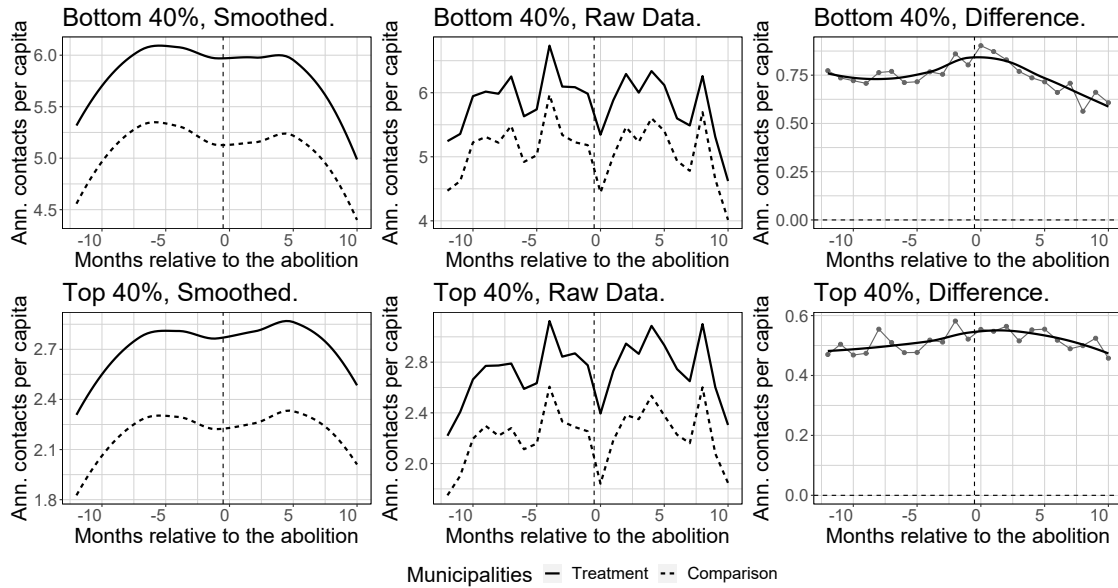 Bottom 40%, Smoothed.
Ann. contacts per capita
6.0
5.5
5.0
4.5
-10 -5 0 5 10
Months relative to the abolition
Bottom 40%, Raw Data.
Ann. contacts per capita
6
5
4
-10 -5 0 5 10
Months relative to the abolition
Bottom 40%, Difference.
Ann. contacts per capita
0.75
0.50
0.00
-10 -5 0 5 10
Months relative to the abolition
Top 40%, Smoothed.
Ann. contacts per capita
2.7
2.4
2.1
1.8
-10 -5 0 5 10
Months relative to the abolition
Top 40%, Raw Data.
Ann. contacts per capita
2.8
2.4
2.0
-10 -5 0 5 10
Months relative to the abolition
Top 40%, Difference.
Ann. contacts per capita
0.6
0.4
0.2
0.0
-10 -5 0 5 10
Months relative to the abolition
Municipalities Treatment Comparison